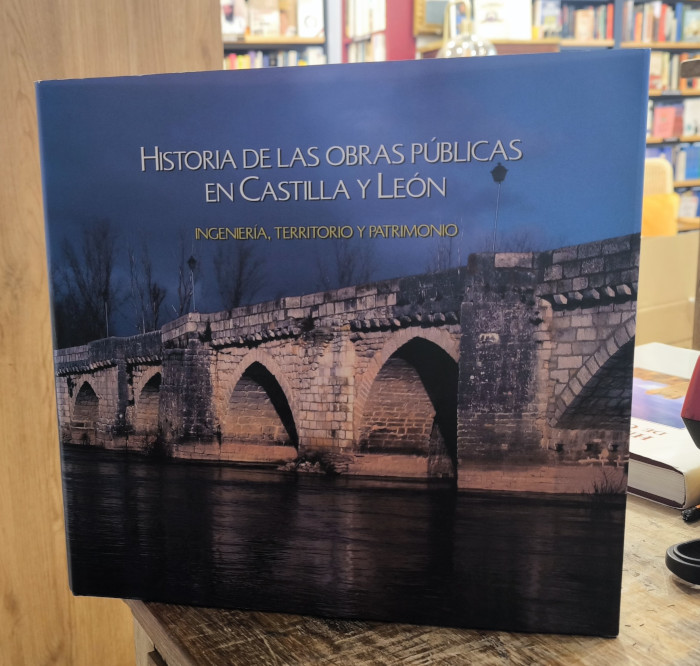 HISTORIA DE LAS OBRAS PÚBLICAS
EN CASTILLA Y LEÓN
INGENIERÍA, TERRITORIO Y PATRIMONIO